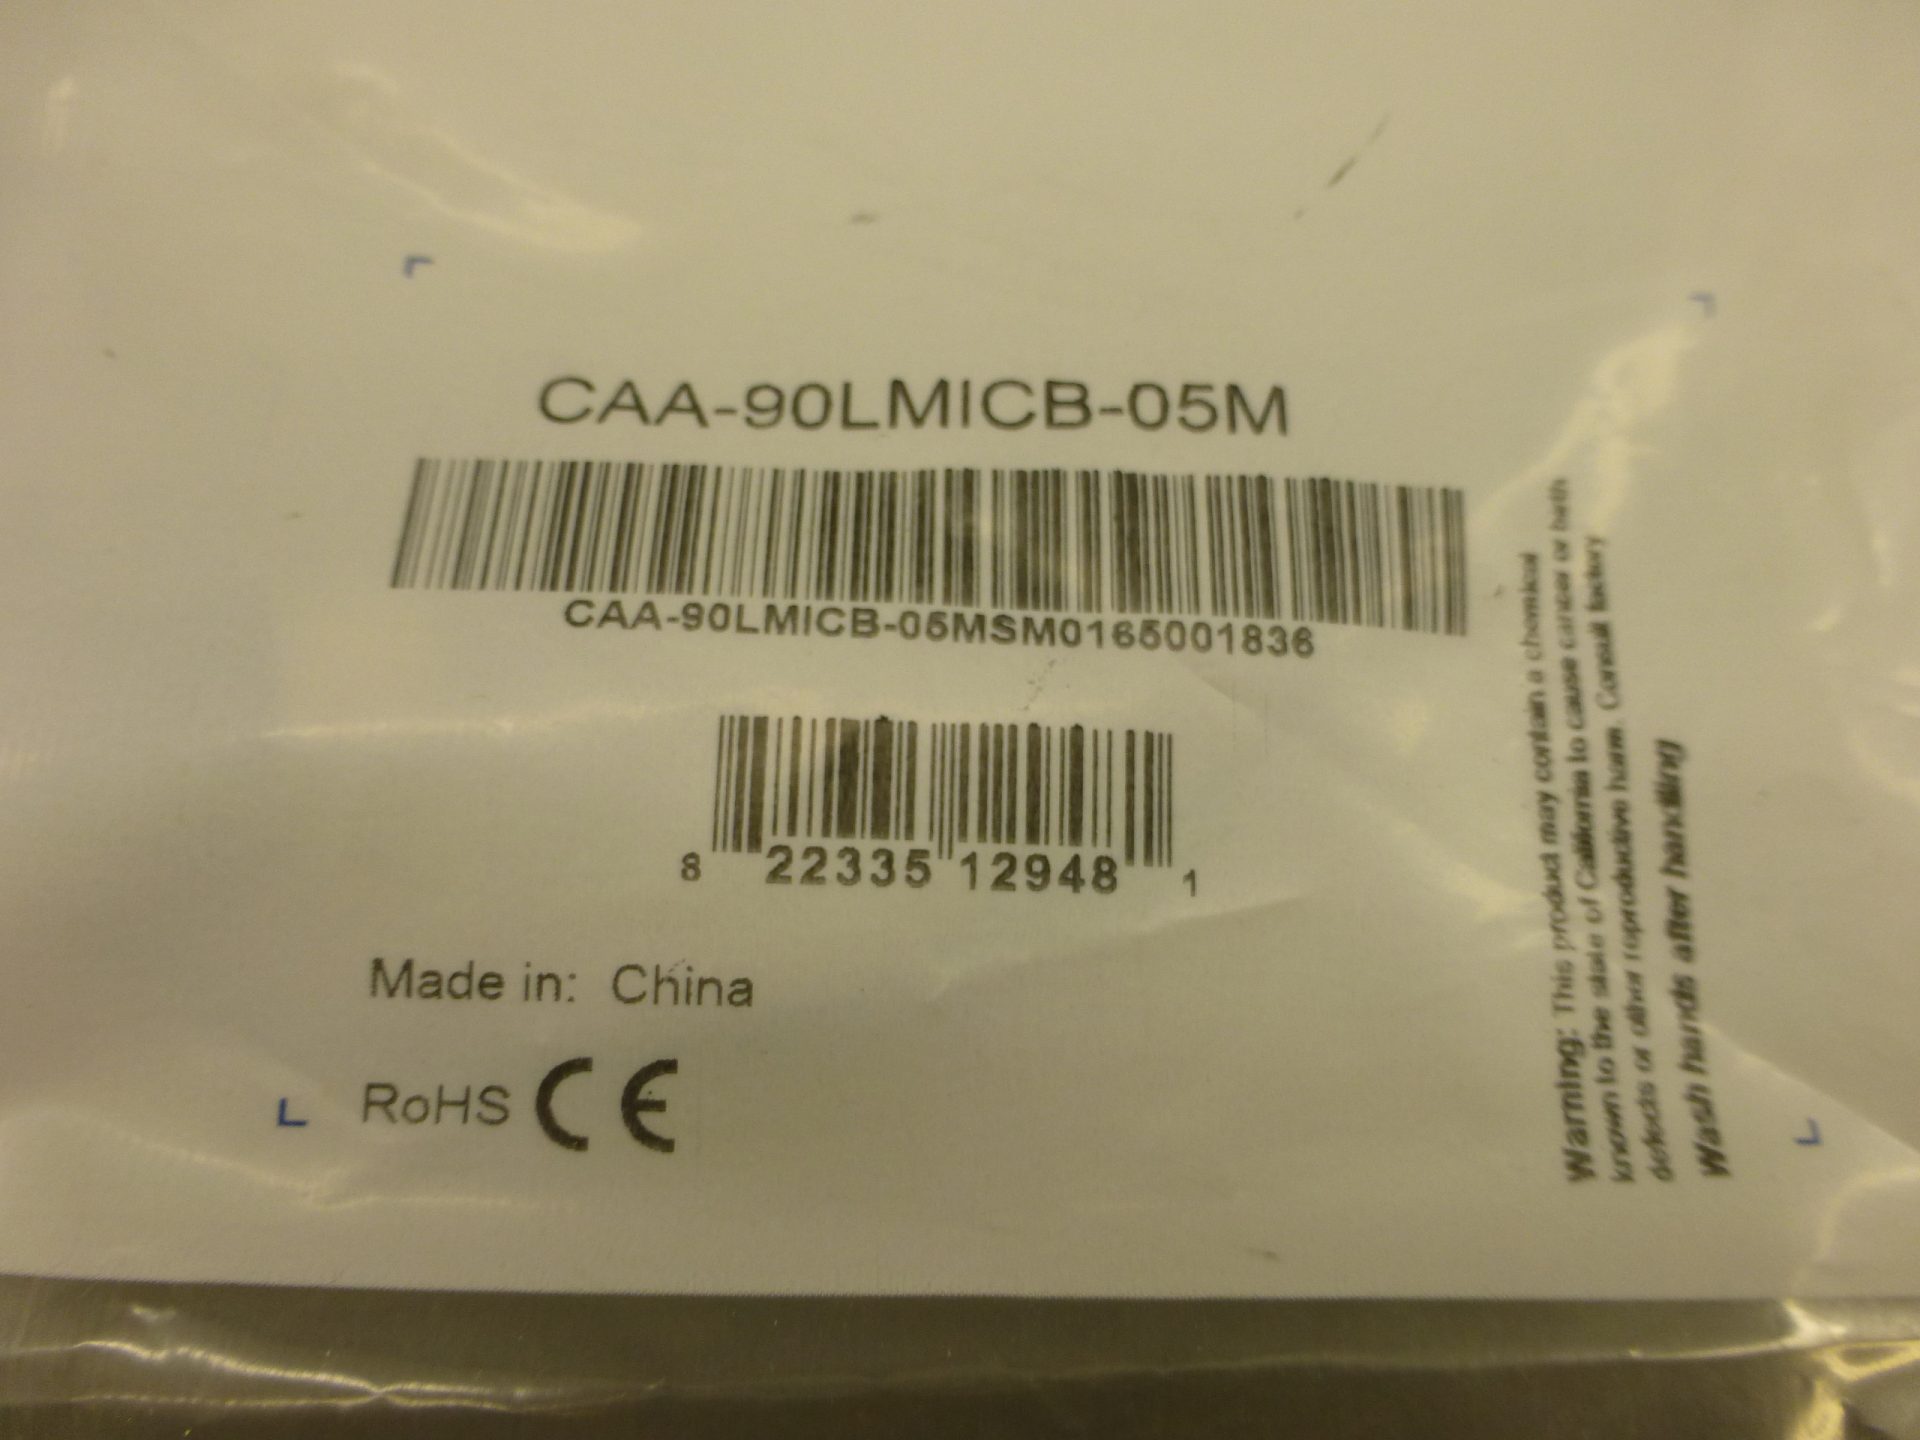 CAA-90LMICB-05M
CAA-90LMICB-05MSM0165001836
8 22335 12948 1
Made in: China
RoHS CE
Warning: This product may contain a chemical
known to the state of California to cause cancer or birth
defects or other reproductive harm. Consult factory
Wash hands after handling